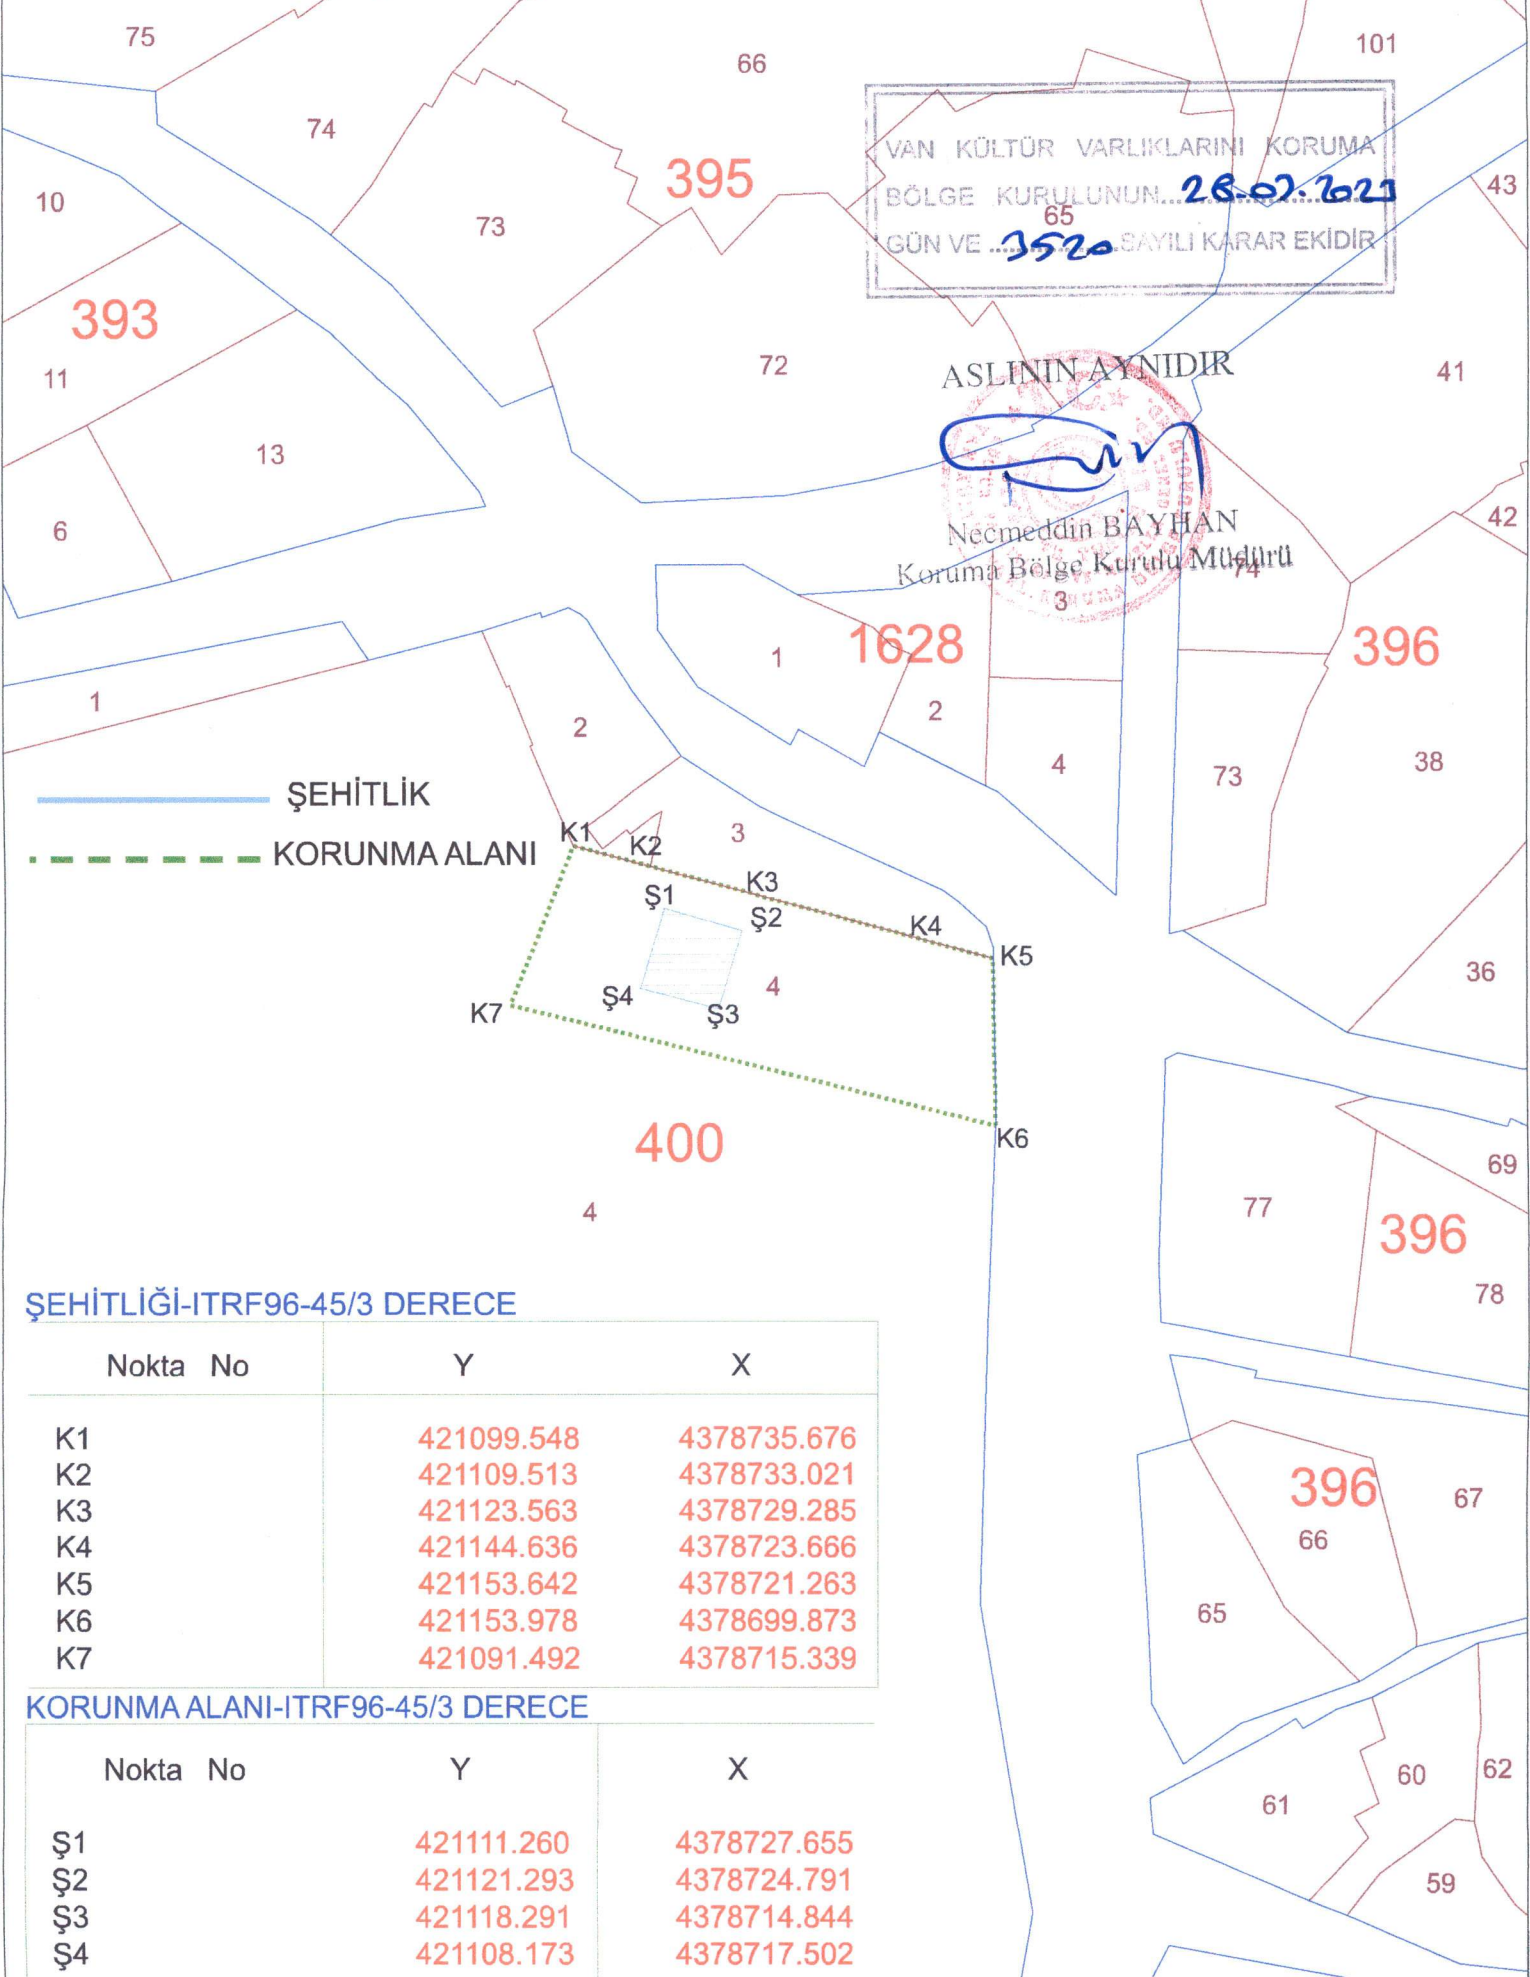 75
66
101
74
VAN KÜLTÜR VARLIKLARINI KORUMA
BÖLGE KURULUNUN...28.07.2023
GÜN VE ...3520 SAYILI KARAR EKİDİR
395
10
73
65
43
393
11
72
ASLININ AYNIDIR
41
13
6
42
Necmeddin BAYHAN
Koruma Bölge Kurulu Müdürü
74
3
1628
396
1
1
2
2
4
73
38
ŞEHİTLİK
KORUNMA ALANI
3
K1
K2
K3
Ş1
Ş2
K4
K5
36
4
Ş4
Ş3
K7
K6
400
69
77
396
4
78
ŞEHİTLİĞİ-ITRF96-45/3 DERECE
Nokta No Y X
K1 421099.548 4378735.676
K2 421109.513 4378733.021
K3 421123.563 4378729.285
K4 421144.636 4378723.666
K5 421153.642 4378721.263
K6 421153.978 4378699.873
K7 421091.492 4378715.339
396
67
66
65
KORUNMA ALANI-ITRF96-45/3 DERECE
Nokta No Y X
Ş1 421111.260 4378727.655
Ş2 421121.293 4378724.791
Ş3 421118.291 4378714.844
Ş4 421108.173 4378717.502
60
62
61
59